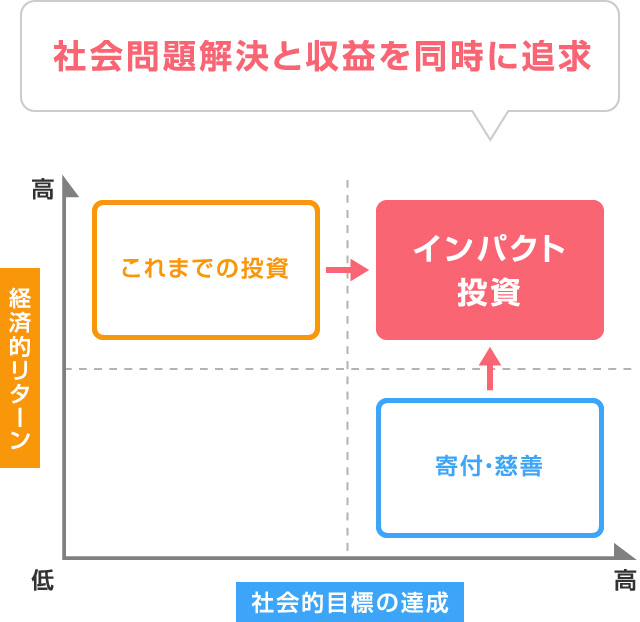 社会問題解決と収益を同時に追求
高
これまでの投資
インパクト
投資
経済的リターン
寄付・慈善
低
高
社会的目標の達成